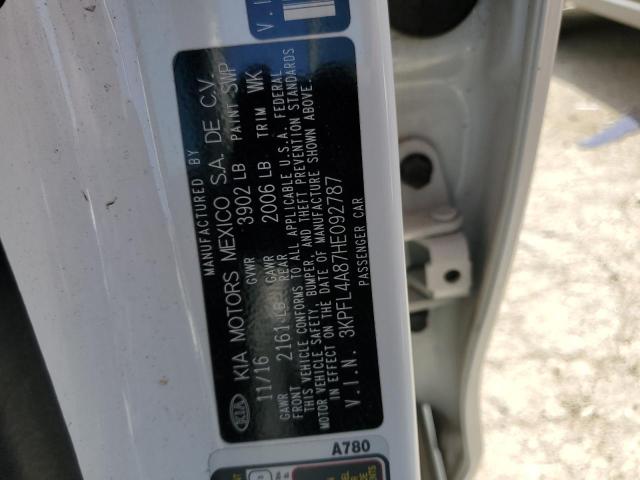 V.I
MANUFACTURED BY
KIA KIA MOTORS MEXICO S.A. DE C.V.
11/16 GVWR 3902 LB PAINT SWP
GAWR FRONT 2161 LB GAWR REAR 2006 LB TRIM WK
THIS VEHICLE CONFORMS TO ALL APPLICABLE U.S.A. FEDERAL
MOTOR VEHICLE SAFETY, BUMPER, AND THEFT PREVENTION STANDARDS
IN EFFECT ON THE DATE OF MANUFACTURE SHOWN ABOVE.
V.I.N. 3KPFL4A87HE092787
PASSENGER CAR
A780